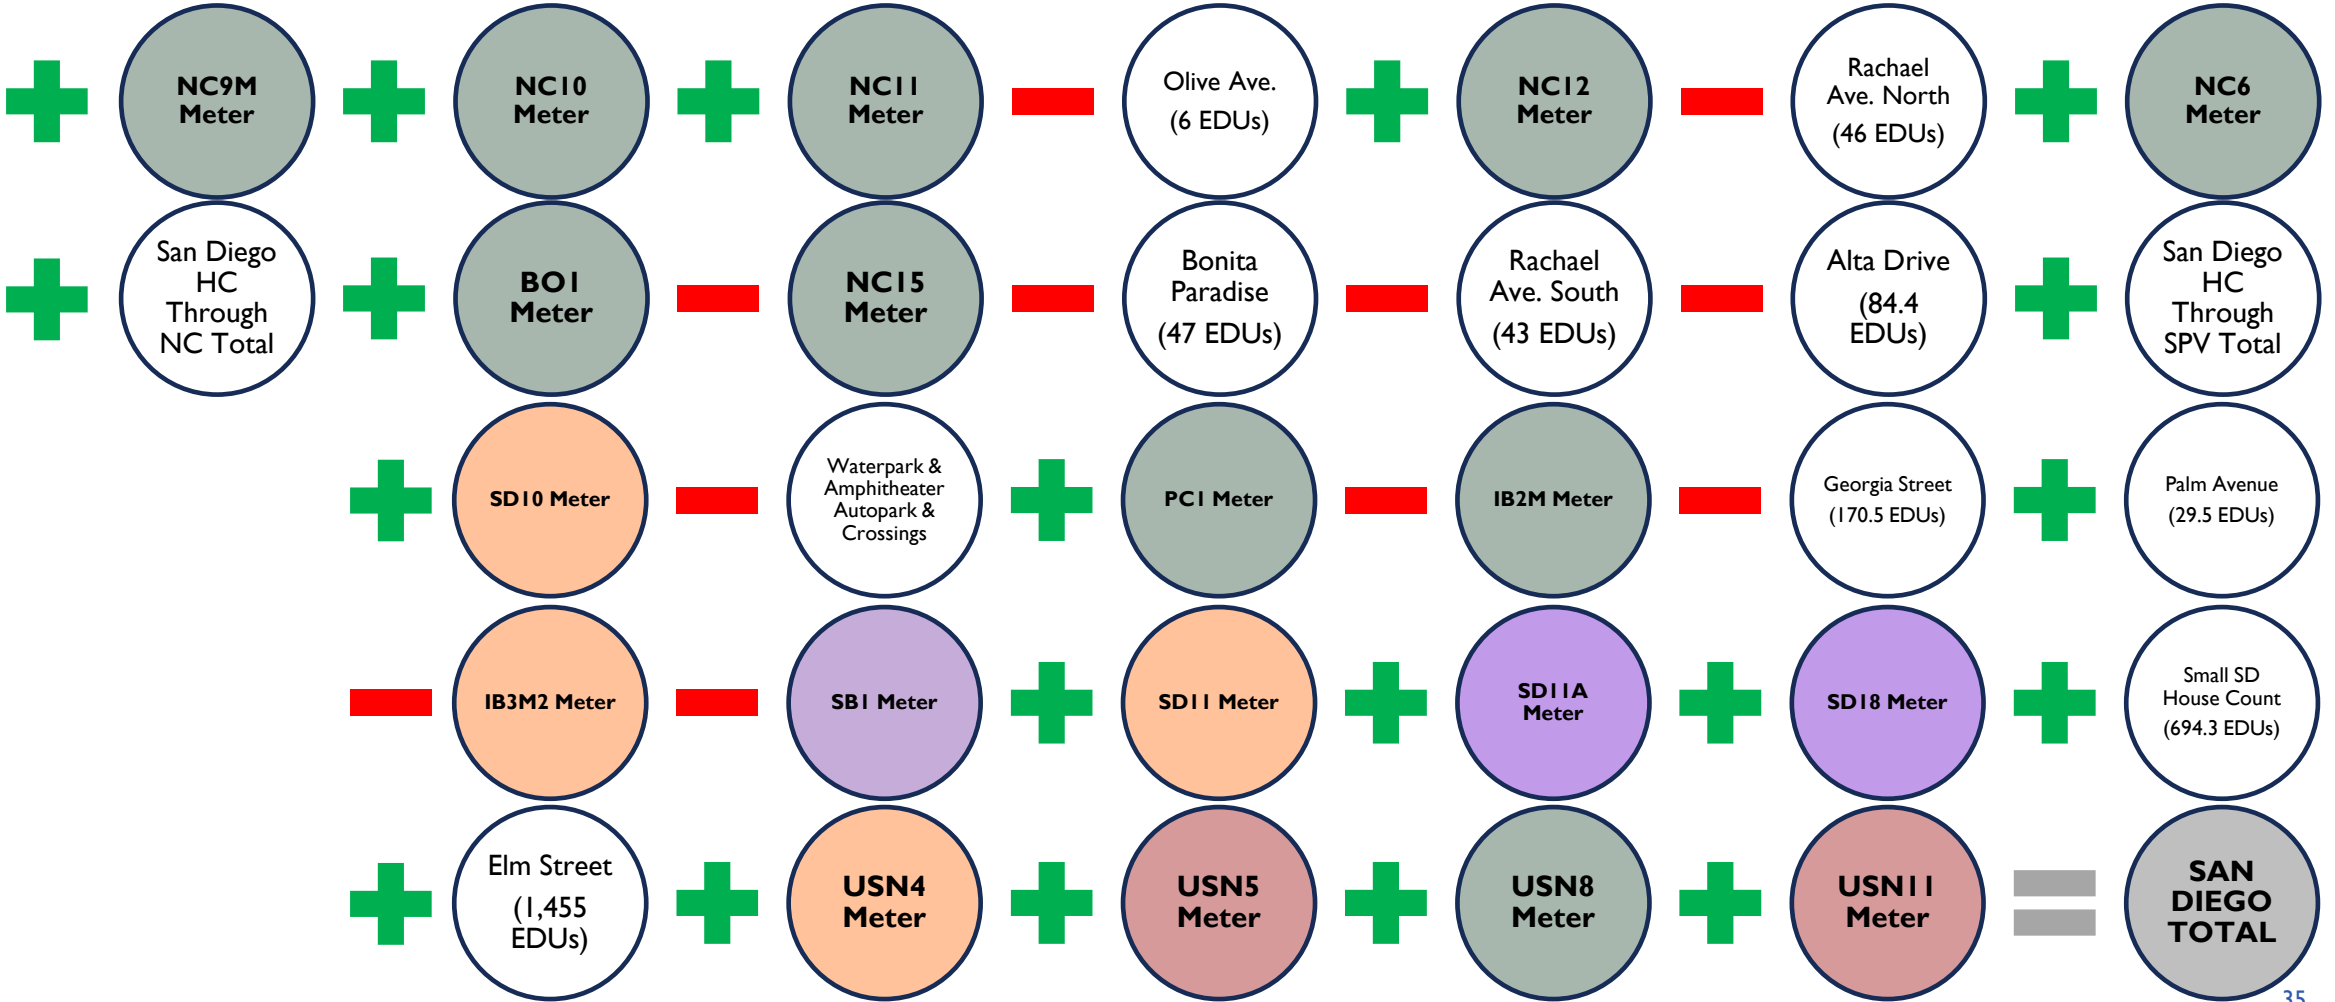 NC9M
Meter
NC10
Meter
NC11
Meter
Olive Ave.
(6 EDUs)
NC12
Meter
Rachael
Ave. North
(46 EDUs)
NC6
Meter
San Diego
HC
Through
NC Total
BO1
Meter
NC15
Meter
Bonita
Paradise
(47 EDUs)
Rachael
Ave. South
(43 EDUs)
Alta Drive
(84.4
EDUs)
San Diego
HC
Through
SPV Total
SD10 Meter
Waterpark &
Amphitheater
Autopark &
Crossings
PC1 Meter
IB2M Meter
Georgia Street
(170.5 EDUs)
Palm Avenue
(29.5 EDUs)
IB3M2 Meter
SB1 Meter
SD11 Meter
SD11A
Meter
SD18 Meter
Small SD
House Count
(694.3 EDUs)
Elm Street
(1,455
EDUs)
USN4
Meter
USN5
Meter
USN8
Meter
USN11
Meter
SAN
DIEGO
TOTAL
35